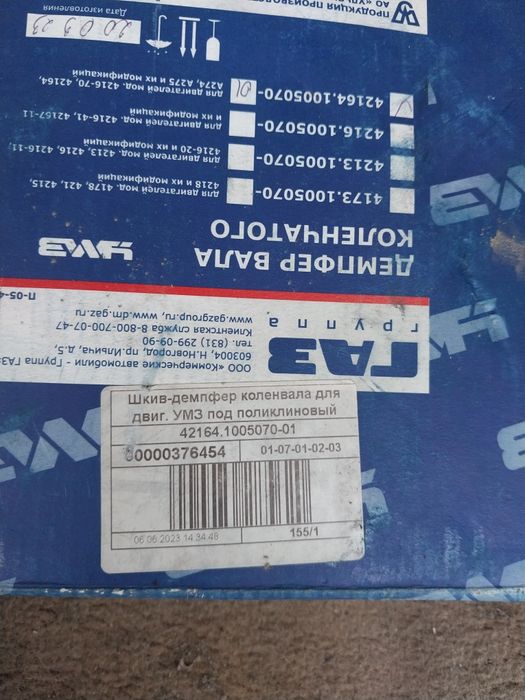 ПРОДУКЦИЯ ПРОИЗВО
АО «УЛ
Дата изготовления
20 03 23
42164.1005070- 01
для двигателей мод. 4216-70, 42164,
А274, А275 и их модификаций
4216.1005070-
для двигателей мод. 4216-41, 42157-11
и их модификаций
4213.1005070-
для двигателей мод. 4213, 4216, 4216-11,
4216-20 и их модификаций
4173.1005070-
для двигателей мод. 4178, 421, 4215,
4218 и их модификаций
ДЕМПФЕР ВАЛА
КОЛЕНЧАТОГО
УМЗ
П-05-
ГАЗ
группа
ООО «Коммерческие автомобили - Группа ГАЗ
603004, Н.Новгород, пр.Ильича, д.5,
тел. (831) 299-09-90
Клиентская служба 8-800-700-07-47
www.gazgroup.ru, www.dm-gaz.ru
Шкив-демпфер коленвала для
двиг. УМЗ под поликлиновый
42164.1005070-01
00000376454
01-07-01-02-03
06 06 2023 14 34 48
155/1
УМЗ